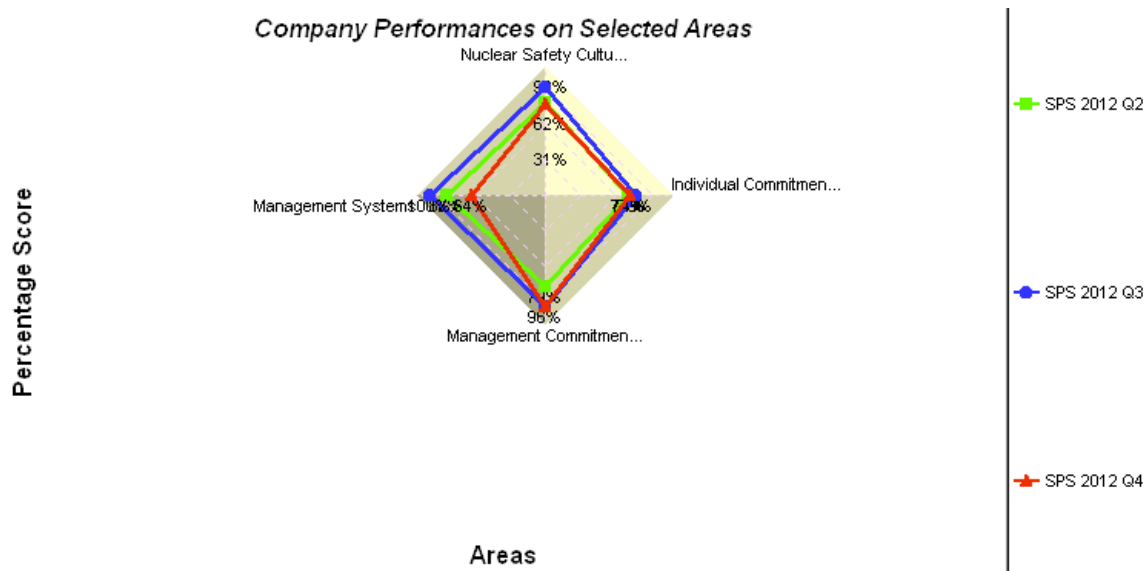 Company Performances on Selected Areas
Nuclear Safety Cultu...
62%
31%
Individual Commitmen...
Management Systems
64%
96%
Management Commitmen...
Percentage Score
Areas
SPS 2012 Q2
SPS 2012 Q3
SPS 2012 Q4